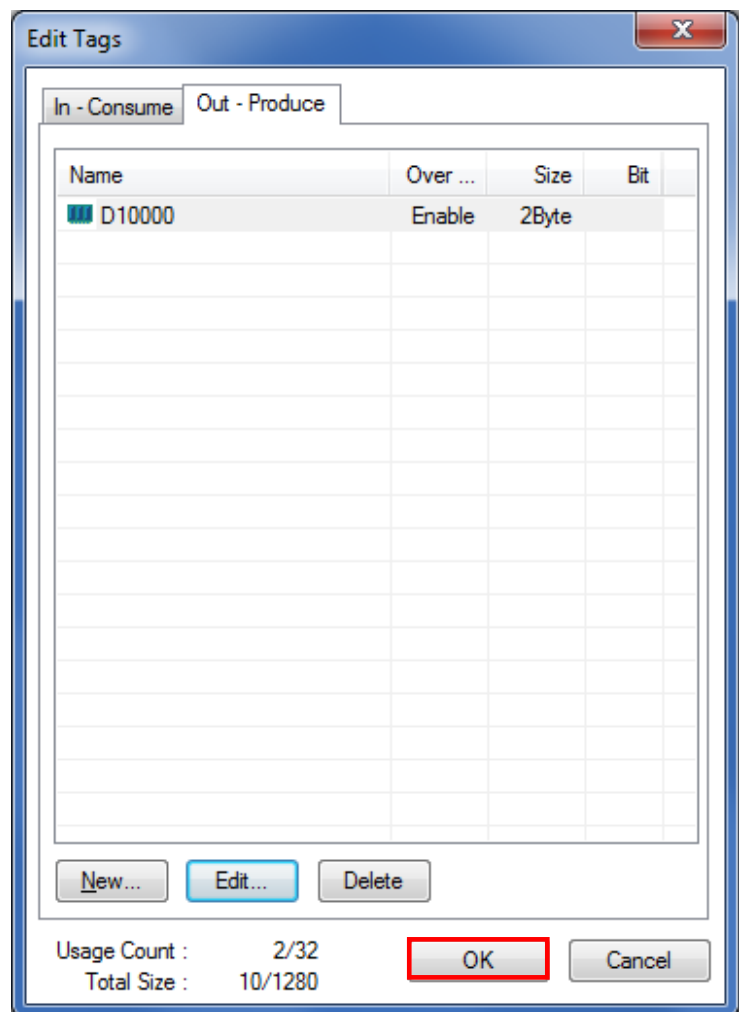 Edit Tags
In - Consume Out - Produce
Name Over ... Size Bit
D10000 Enable 2Byte
New... Edit... Delete
Usage Count : 2/32
Total Size : 10/1280
OK Cancel